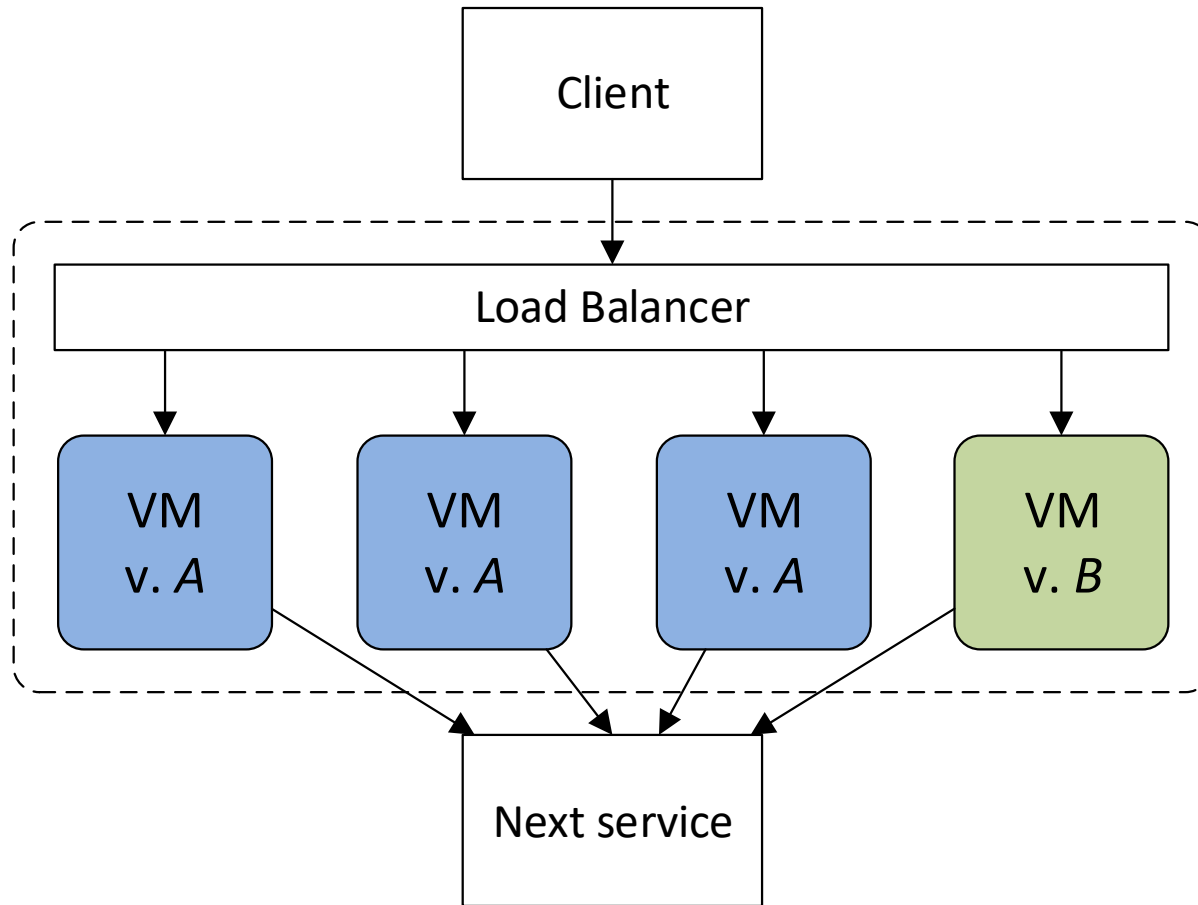 Client
Load Balancer
VM
v. A
VM
v. A
VM
v. A
VM
v. B
Next service